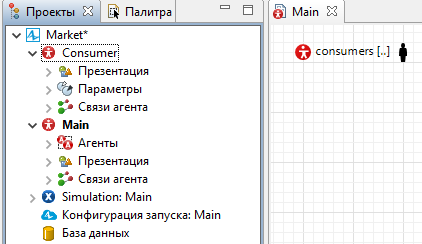 Проекты
Палитра
Market*
Consumer
Презентация
Параметры
Связи агента
Main
Агенты
Презентация
Связи агента
Simulation: Main
Конфигурация запуска: Main
База данных
Main
consumers [..]